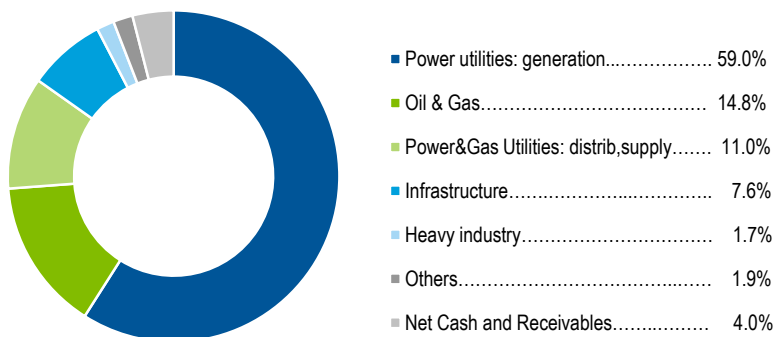 Power utilities: generation...……………. 59.0%
Oil & Gas……………………………… 14.8%
Power&Gas Utilities: distrib,supply……. 11.0%
Infrastructure…….…………...………….. 7.6%
Heavy industry………………………… 1.7%
Others…………………………...…… 1.9%
Net Cash and Receivables……..……… 4.0%